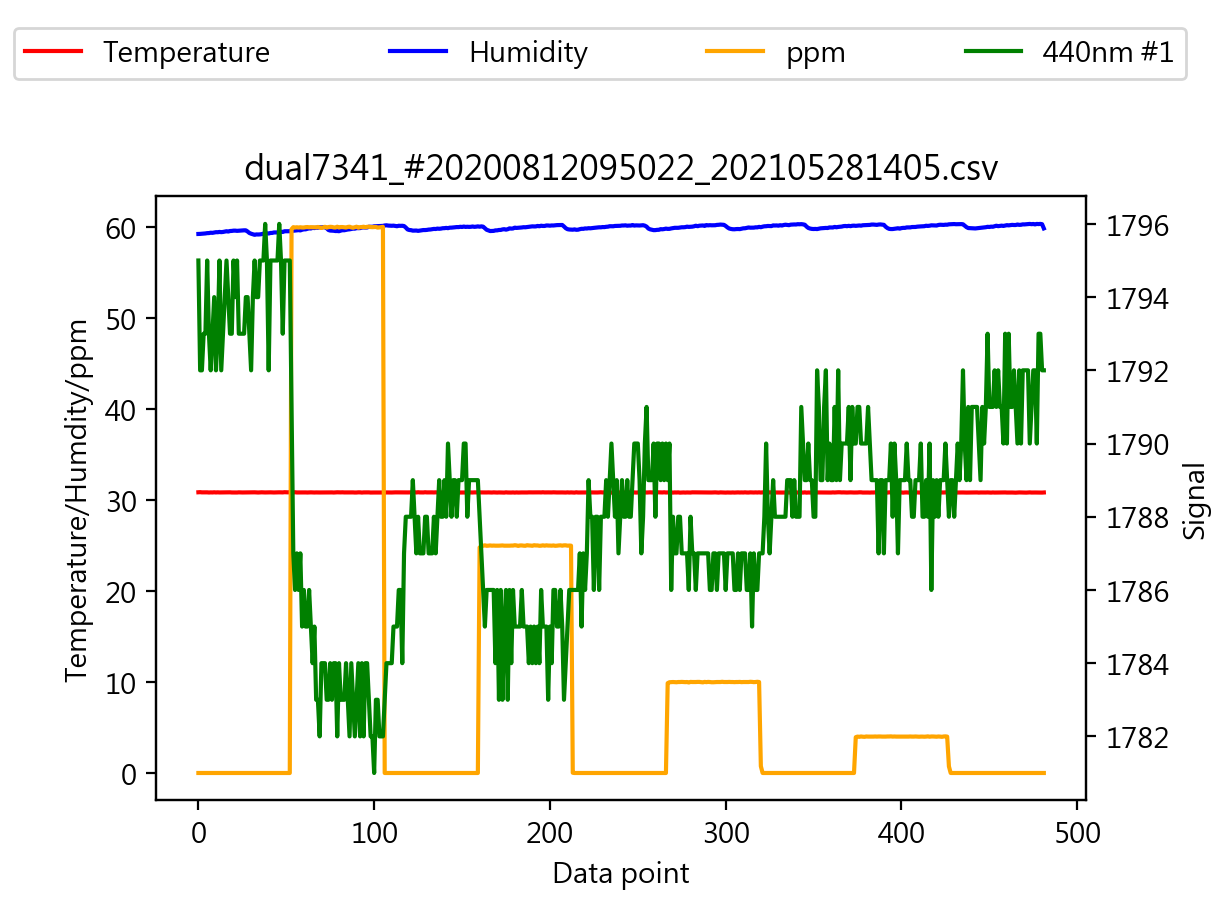 Temperature Humidity ppm 440nm #1
dual7341_#20200812095022_202105281405.csv
Temperature/Humdity/ppm
60
50
40
30
20
10
0
1796
1794
1792
1790
1788
1786
1784
1782
Signal
0 100 200 300 400 500
Data point